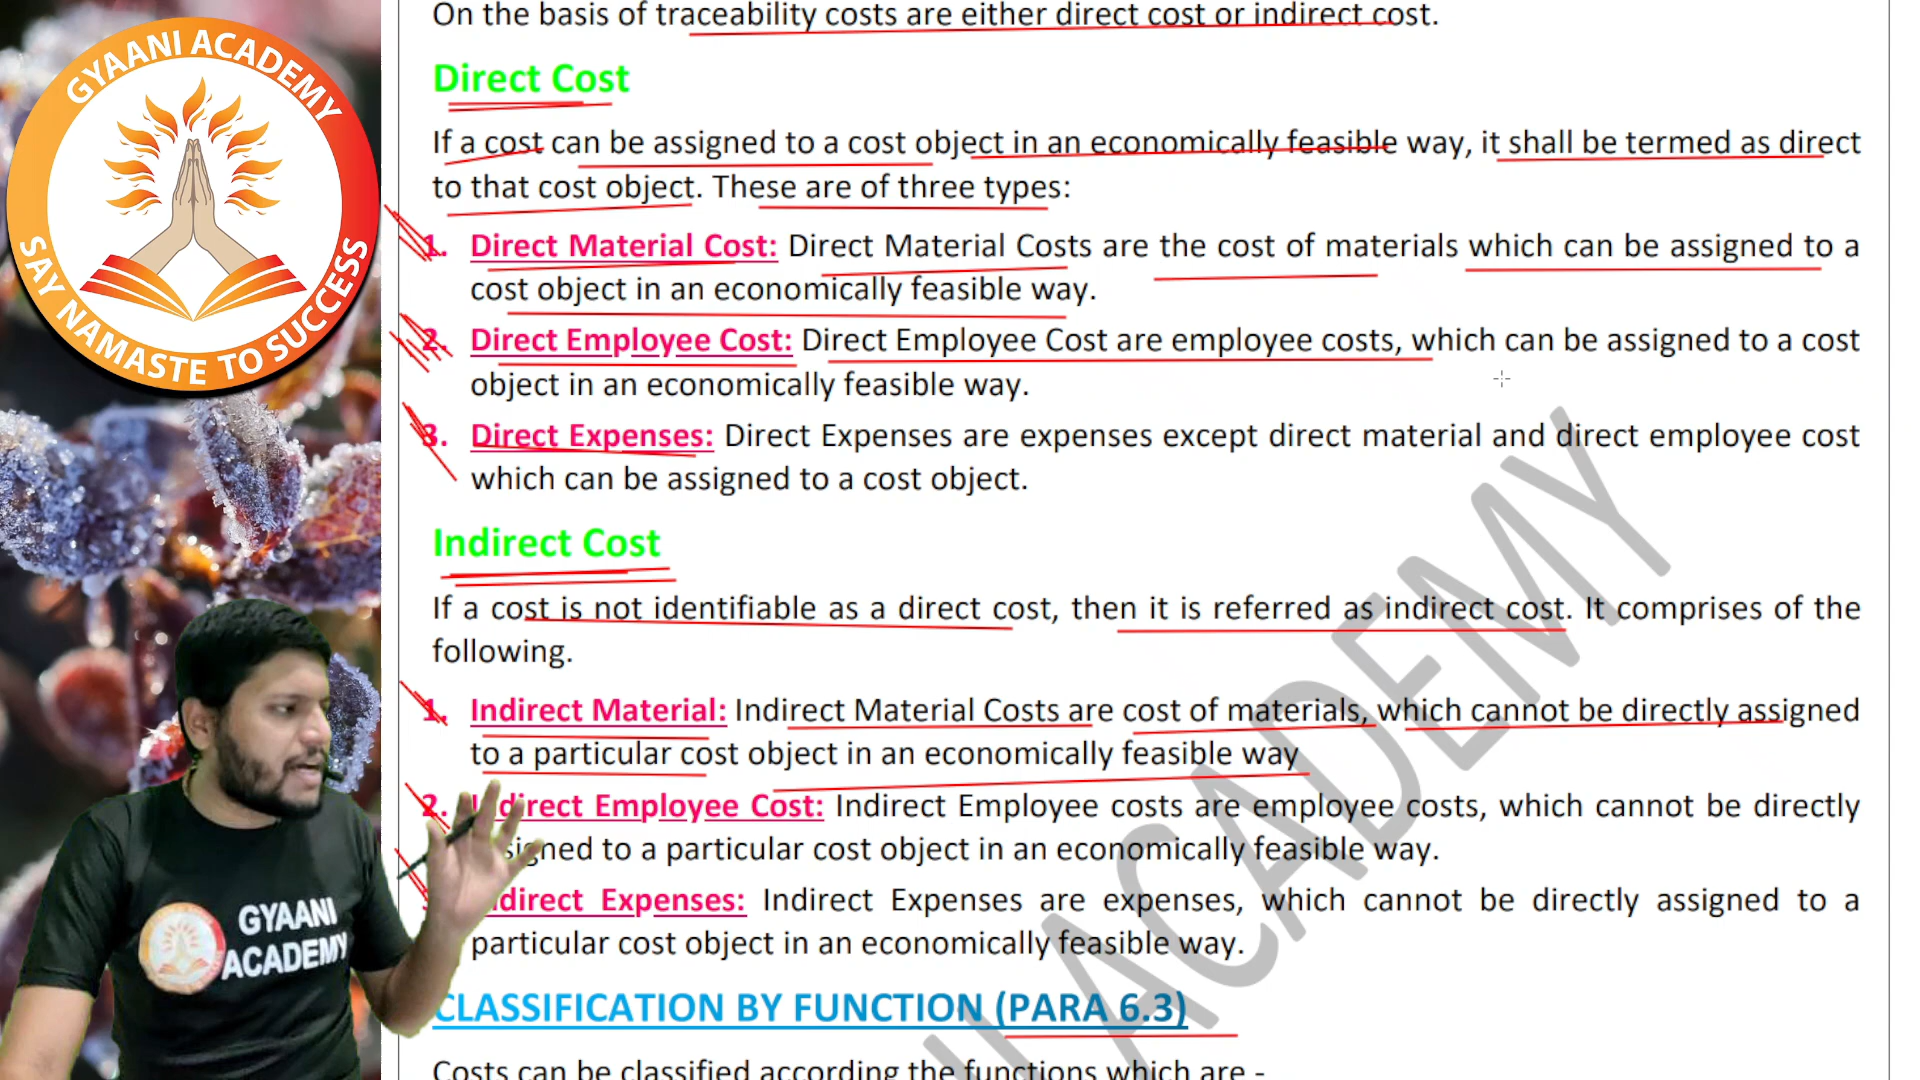 GYAANI ACADEMY
SAY NAMASTE TO SUCCESS
On the basis of traceability costs are either direct cost or indirect cost.
Direct Cost
If a cost can be assigned to a cost object in an economically feasible way, it shall be termed as direct
to that cost object. These are of three types:
1. Direct Material Cost: Direct Material Costs are the cost of materials which can be assigned to a
cost object in an economically feasible way.
2. Direct Employee Cost: Direct Employee Cost are employee costs, which can be assigned to a cost
object in an economically feasible way.
3. Direct Expenses: Direct Expenses are expenses except direct material and direct employee cost
which can be assigned to a cost object.
Indirect Cost
If a cost is not identifiable as a direct cost, then it is referred as indirect cost. It comprises of the
following.
1. Indirect Material: Indirect Material Costs are cost of materials, which cannot be directly assigned
to a particular cost object in an economically feasible way
2. Indirect Employee Cost: Indirect Employee costs are employee costs, which cannot be directly
signed to a particular cost object in an economically feasible way.
direct Expenses: Indirect Expenses are expenses, which cannot be directly assigned to a
particular cost object in an economically feasible way.
CLASSIFICATION BY FUNCTION (PARA 6.3)
Costs can be classified according the functions which are -
GYAANI
ACADEMY
ACADEMY